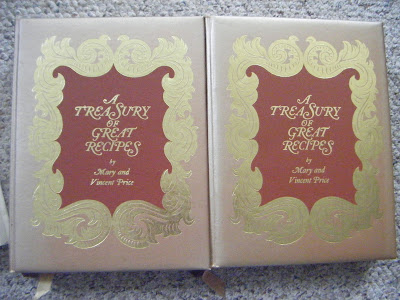 A
TREASURY
OF
GREAT
RECIPES
by
Mary and
Vincent Price
A
TREASURY
OF
GREAT
RECIPES
by
Mary and
Vincent Price